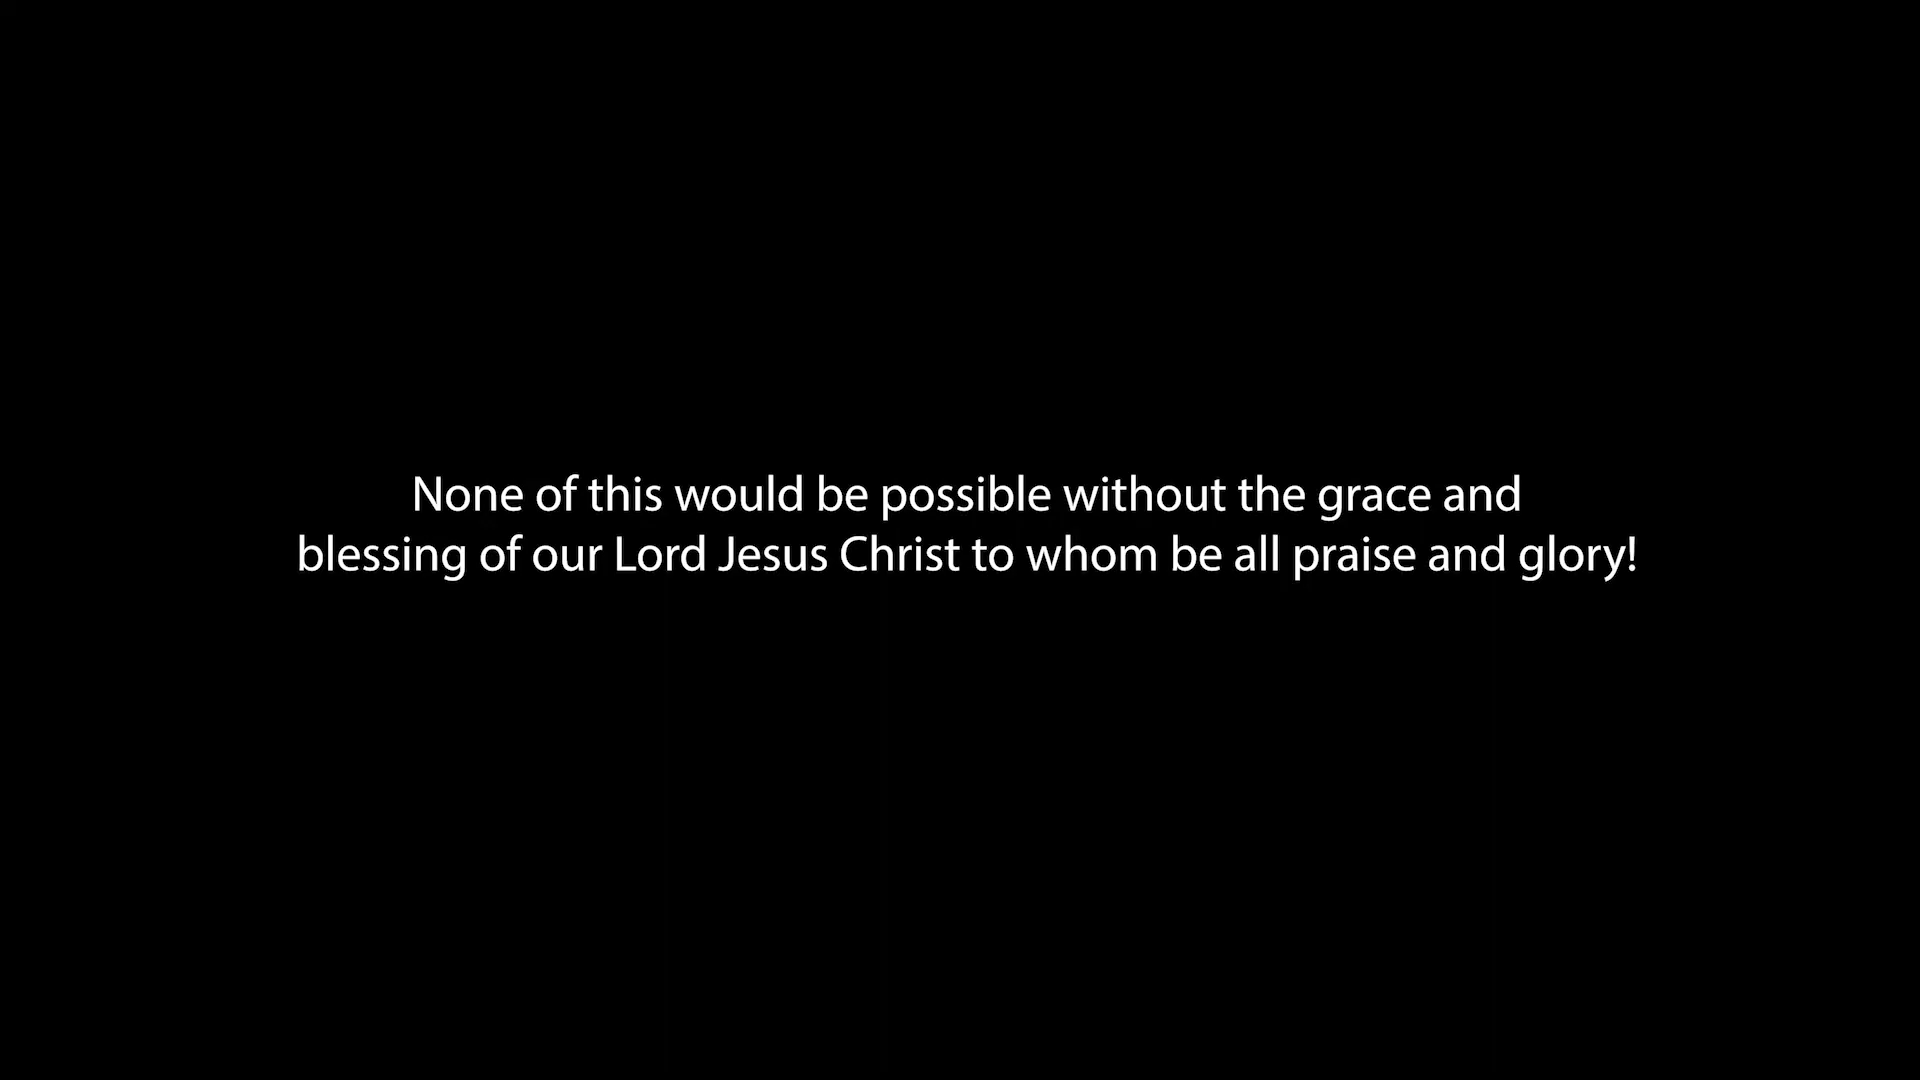 None of this would be possible without the grace and
blessing of our Lord Jesus Christ to whom be all praise and glory!